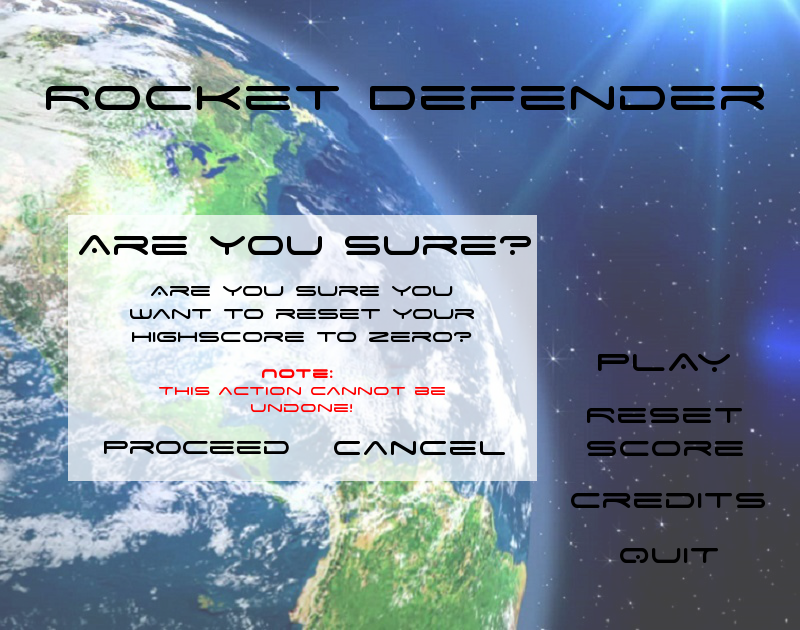 ROCKET DEFENDER
ARE YOU SURE?
ARE YOU SURE YOU
WANT TO RESET YOUR
HIGHSCORE TO ZERO?
NOTE:
THIS ACTION CANNOT BE
UNDONE!
PROCEED
CANCEL
PLAY
RESET
SCORE
CREDITS
QUIT